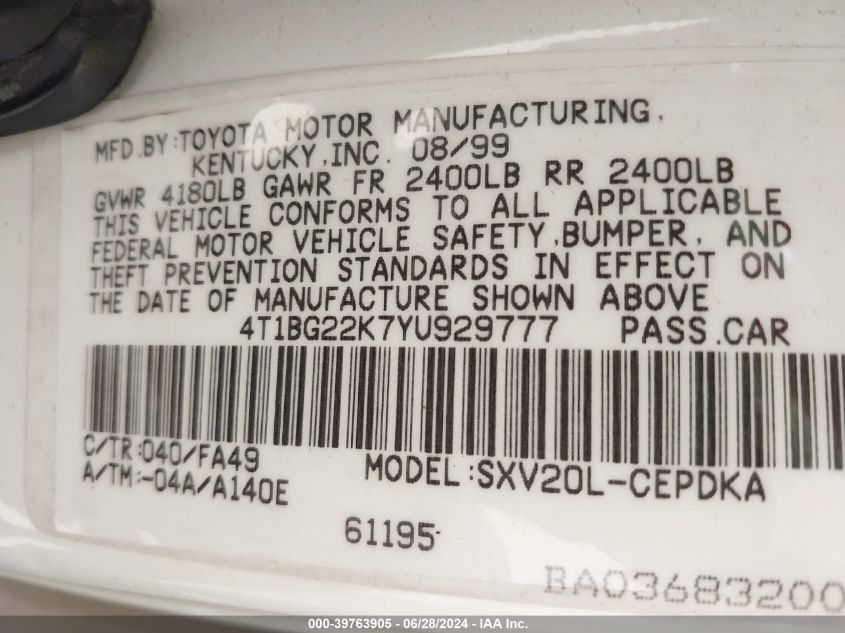 MFD.BY:TOYOTA MOTOR MANUFACTURING,
KENTUCKY,INC. 08/99
GVWR 4180LB GAWR FR 2400LB RR 2400LB
THIS VEHICLE CONFORMS TO ALL APPLICABLE
FEDERAL MOTOR VEHICLE SAFETY,BUMPER, AND
THEFT PREVENTION STANDARDS IN EFFECT ON
THE DATE OF MANUFACTURE SHOWN ABOVE
4T1BG22K7YU929777 PASS.CAR
C/TR:040/FA49
A/TM:-04A/A140E
MODEL:SXV20L-CEPDKA
61195
BA03683200
000-39763905 / 06/28/2024 - IAA Inc.